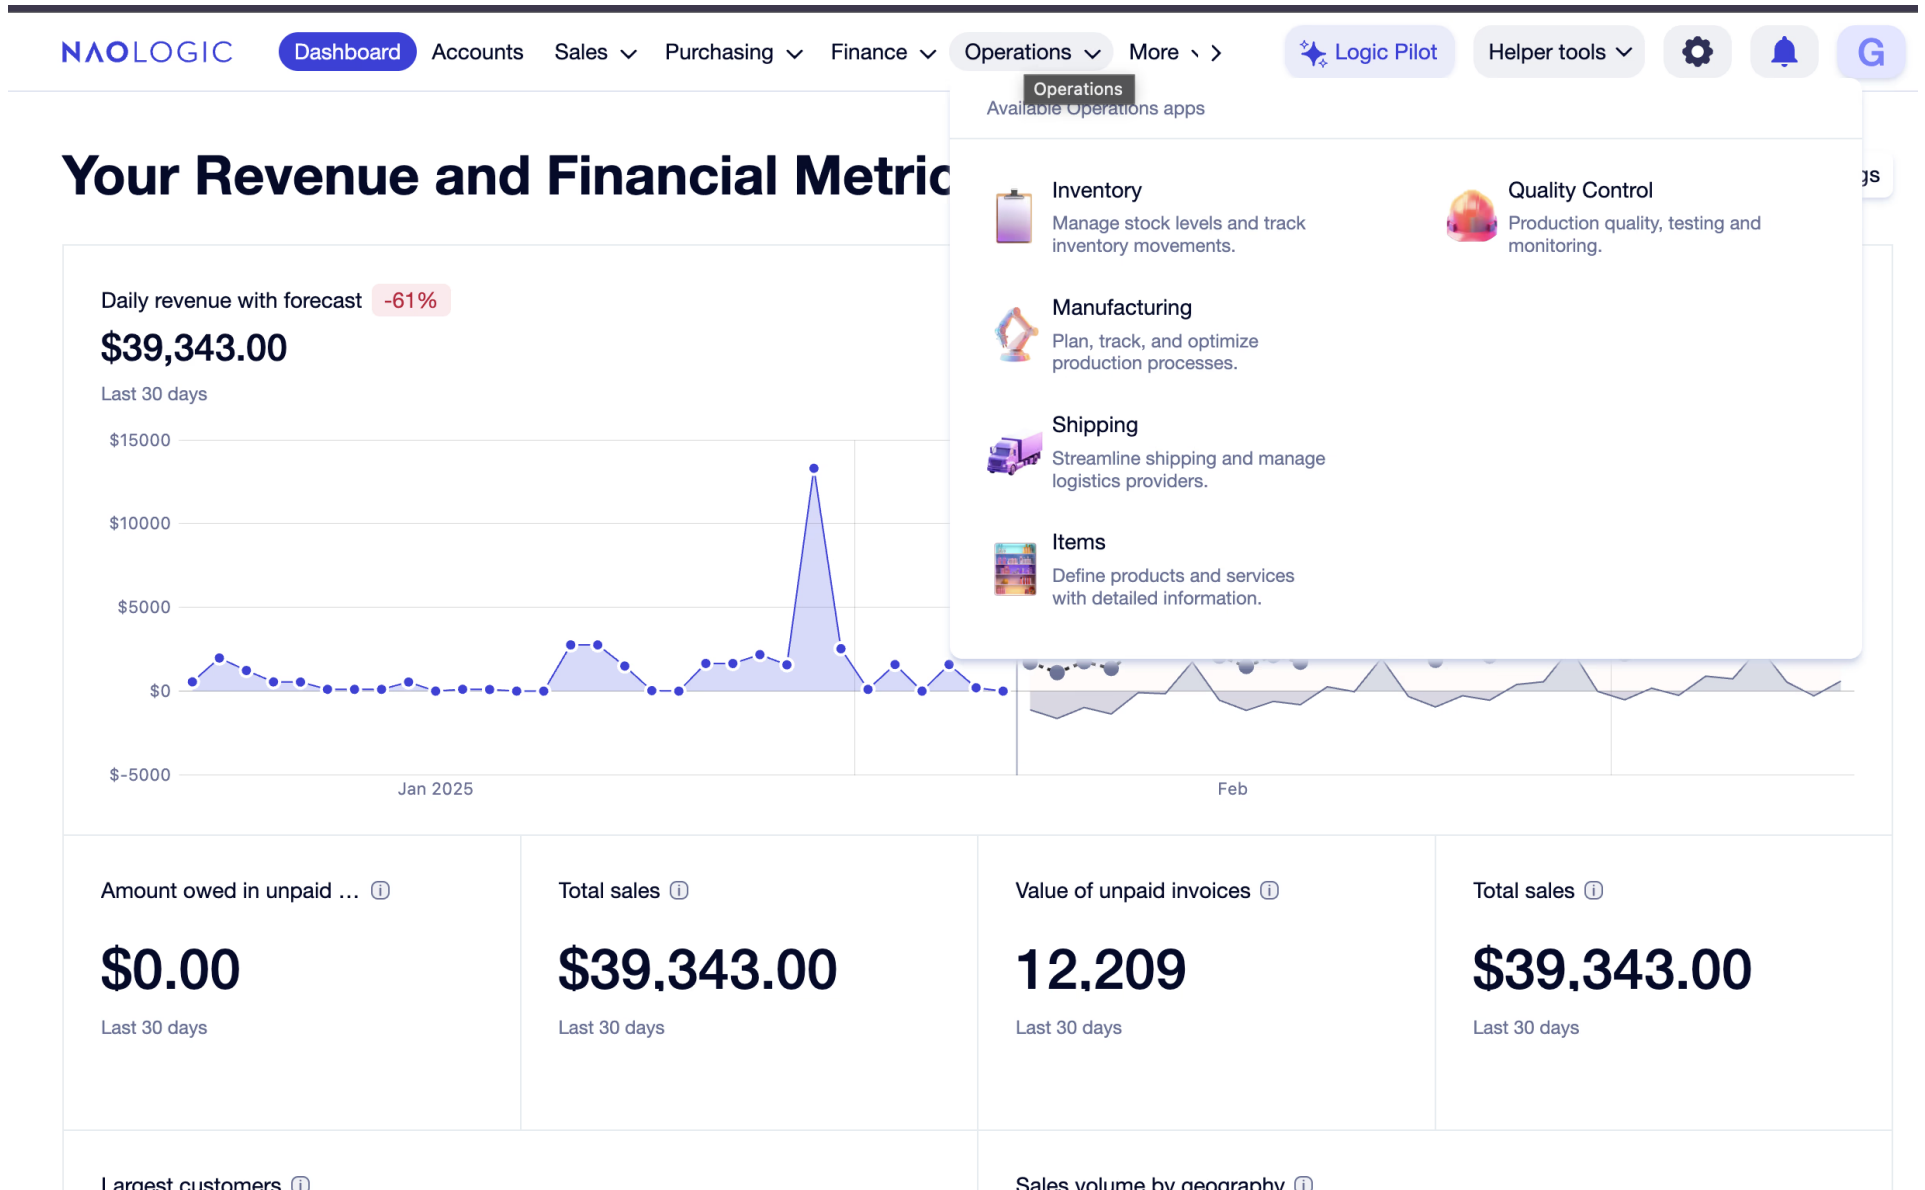 NAOLOGIC
Dashboard
Accounts
Sales
Purchasing
Finance
Operations
More
Logic Pilot
Helper tools
G
Operations
Available Operations apps
Your Revenue and Financial Metric
gs
Inventory
Manage stock levels and track
inventory movements.
Quality Control
Production quality, testing and
monitoring.
Manufacturing
Plan, track, and optimize
production processes.
Shipping
Streamline shipping and manage
logistics providers.
Items
Define products and services
with detailed information.
Daily revenue with forecast -61%
$39,343.00
Last 30 days
$15000
$10000
$5000
$0
$-5000
Jan 2025
Feb
Amount owed in unpaid ...
$0.00
Last 30 days
Total sales
$39,343.00
Last 30 days
Value of unpaid invoices
12,209
Last 30 days
Total sales
$39,343.00
Last 30 days
Largest customers
Sales volume by geography